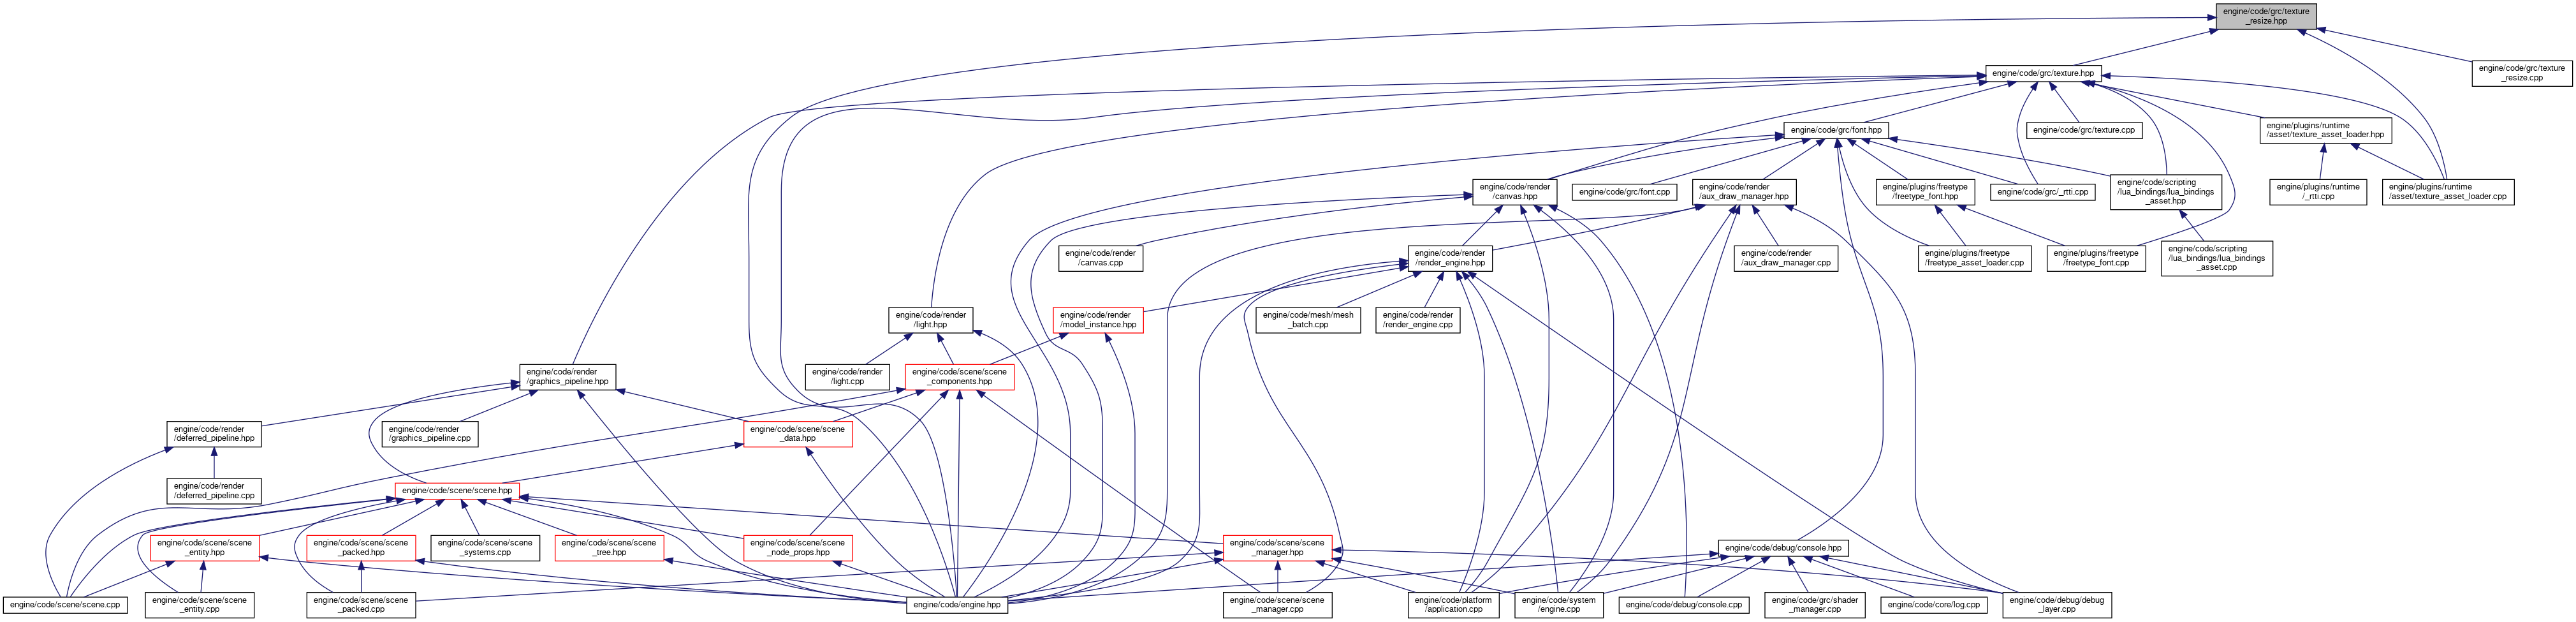 engine/code/grc/texture
_resize.hpp
engine/code/grc/texture.hpp
engine/code/grc/texture
_resize.cpp
engine/code/grc/font.hpp
engine/code/grc/texture.cpp
engine/plugins/runtime
/asset/texture_asset_loader.hpp
engine/code/render
/canvas.hpp
engine/code/grc/font.cpp
engine/code/render
/aux_draw_manager.hpp
engine/plugins/freetype
/freetype_font.hpp
engine/code/grc/_rtti.cpp
engine/code/scripting
/lua_bindings/lua_bindings
_asset.hpp
engine/plugins/runtime
/_rtti.cpp
engine/plugins/runtime
/asset/texture_asset_loader.cpp
engine/code/render
/canvas.cpp
engine/code/render
/render_engine.hpp
engine/code/render
/aux_draw_manager.cpp
engine/plugins/freetype
/freetype_asset_loader.cpp
engine/plugins/freetype
/freetype_font.cpp
engine/code/scripting
/lua_bindings/lua_bindings
_asset.cpp
engine/code/render
/light.hpp
engine/code/render
/model_instance.hpp
engine/code/mesh/mesh
_batch.cpp
engine/code/render
/render_engine.cpp
engine/code/render
/graphics_pipeline.hpp
engine/code/render
/light.cpp
engine/code/scene/scene
_components.hpp
engine/code/render
/deferred_pipeline.hpp
engine/code/render
/graphics_pipeline.cpp
engine/code/scene/scene
_data.hpp
engine/code/render
/deferred_pipeline.cpp
engine/code/scene/scene.hpp
engine/code/scene/scene
_entity.hpp
engine/code/scene/scene
_packed.hpp
engine/code/scene/scene
_systems.cpp
engine/code/scene/scene
_tree.hpp
engine/code/scene/scene
_node_props.hpp
engine/code/scene/scene
_manager.hpp
engine/code/debug/console.hpp
engine/code/scene/scene.cpp
engine/code/scene/scene
_entity.cpp
engine/code/scene/scene
_packed.cpp
engine/code/engine.hpp
engine/code/scene/scene
_manager.cpp
engine/code/platform
/application.cpp
engine/code/system
/engine.cpp
engine/code/debug/console.cpp
engine/code/grc/shader
_manager.cpp
engine/code/core/log.cpp
engine/code/debug/debug
_layer.cpp